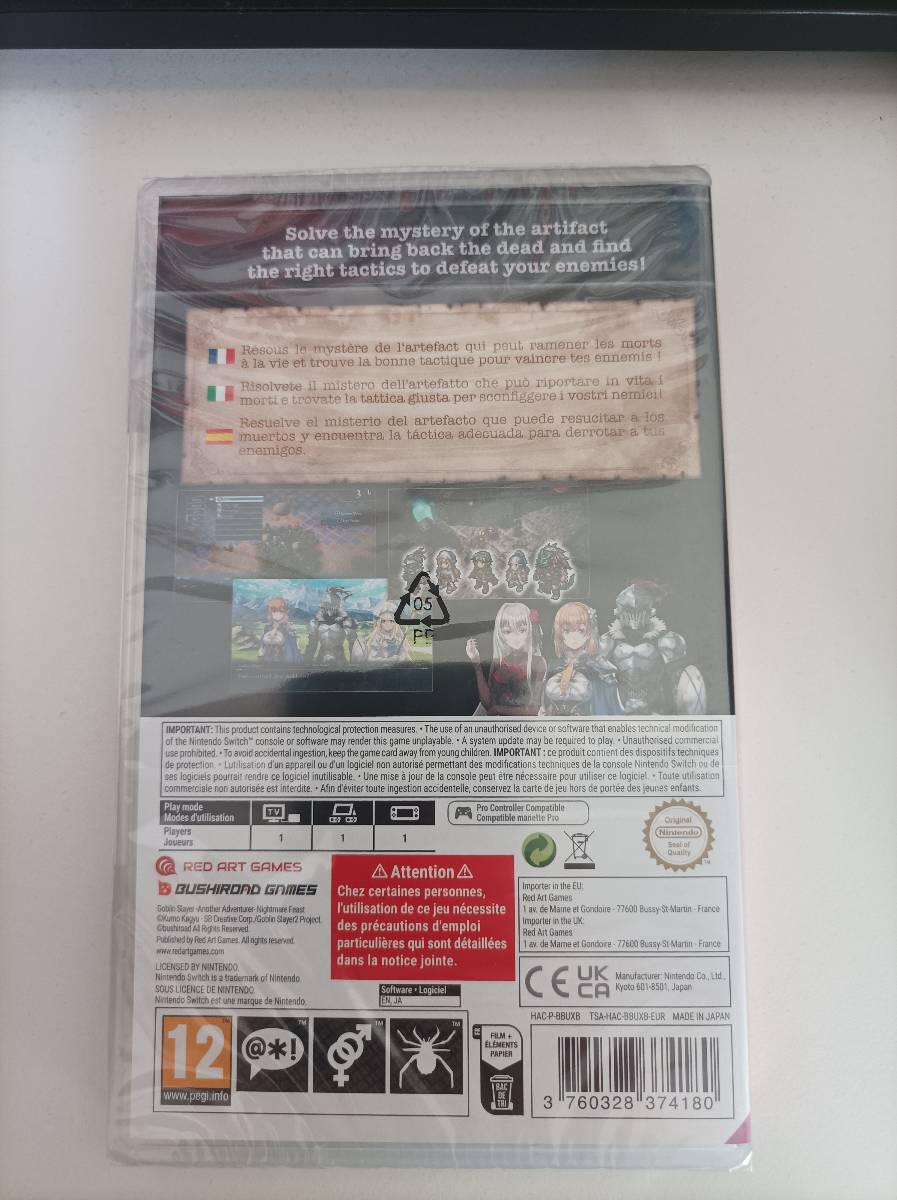 Solve the mystery of the artifact
that can bring back the dead and find
the right tactics to defeat your enemies!
Résous le mystère de l'artefact qui peut ramener les morts
à la vie et trouve la bonne tactique pour vaincre tes ennemis !
Risolvete il mistero dell'artefatto che può riportare in vita i
morti e trovate la tattica giusta per sconfiggere i vostri nemici!
Resuelve el misterio del artefacto que puede resucitar a los
muertos y encuentra la táctica adecuada para derrotar a tus
enemigos.
05
PP
IMPORTANT: This product contains technological protection measures. • The use of an unauthorised device or software that enables technical modification
of the Nintendo Switch™ console or software may render this game unplayable. • A system update may be required to play. • Unauthorised commercial
use prohibited. • To avoid accidental ingestion, keep the game card away from young children. IMPORTANT : ce produit contient des dispositifs techniques
de protection. • L'utilisation d'un appareil ou d'un logiciel non autorisé permettant des modifications techniques de la console Nintendo Switch ou de
ses logiciels pourrait rendre ce logiciel inutilisable. • Une mise à jour de la console peut être nécessaire pour utiliser ce logiciel. • Toute utilisation
commerciale non autorisée est interdite. • Afin d'éviter toute ingestion accidentelle, conservez la carte de jeu hors de portée des jeunes enfants.
Play mode
Modes d'utilisation
TV
Players
Joueurs
1 1 1
Pro Controller Compatible
Compatible manette Pro
Original
Nintendo
Seal of
Quality
™
RED ART GAMES
BUSHIROAD GAMES
Goblin Slayer -Another Adventurer- Nightmare Feast
©Kumo Kagyu · SB Creative Corp./Goblin Slayer2 Project.
©bushiroad All Rights Reserved.
Published by Red Art Games. All rights reserved.
www.redartgames.com
LICENSED BY NINTENDO.
Nintendo Switch is a trademark of Nintendo.
SOUS LICENCE DE NINTENDO.
Nintendo Switch est une marque de Nintendo.
Attention
Chez certaines personnes,
l'utilisation de ce jeu nécessite
des précautions d'emploi
particulières qui sont détaillées
dans la notice jointe.
Software • Logiciel
EN, JA
Importer in the EU:
Red Art Games
1 av. de Marne et Gondoire - 77600 Bussy-St-Martin - France
Importer in the UK:
Red Art Games
1 av. de Marne et Gondoire - 77600 Bussy-St-Martin - France
CE UK
CA
Manufacturer: Nintendo Co., Ltd.,
Kyoto 601-8501, Japan
HAC-P-BBUXB TSA-HAC-BBUXB-EUR MADE IN JAPAN
12
www.pegi.info
@*!
™ ™ ™
FR
FILM +
ÉLÉMENTS
PAPIER
BAC
DE
TRI
3 760328 374180